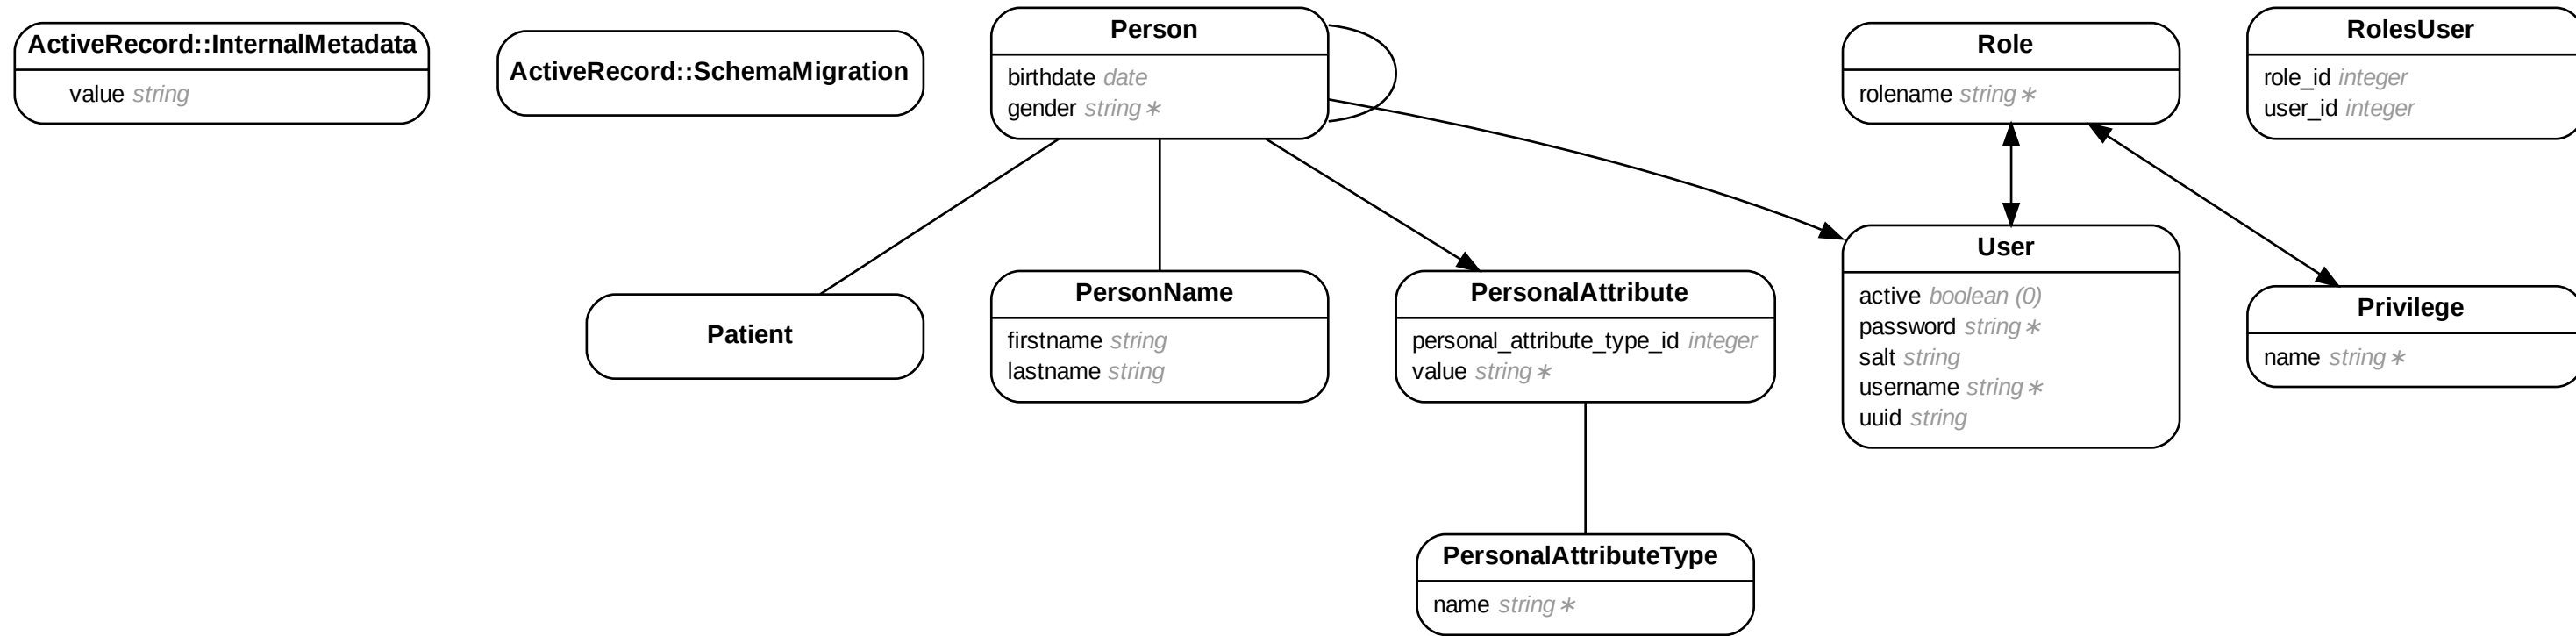 ActiveRecord::InternalMetadata
value string
ActiveRecord::SchemaMigration
Person
birthdate date
gender string ∗
Role
rolename string ∗
RolesUser
role_id integer
user_id integer
Patient
PersonName
firstname string
lastname string
PersonalAttribute
personal_attribute_type_id integer
value string ∗
User
active boolean (0)
password string ∗
salt string
username string ∗
uuid string
Privilege
name string ∗
PersonalAttributeType
name string ∗